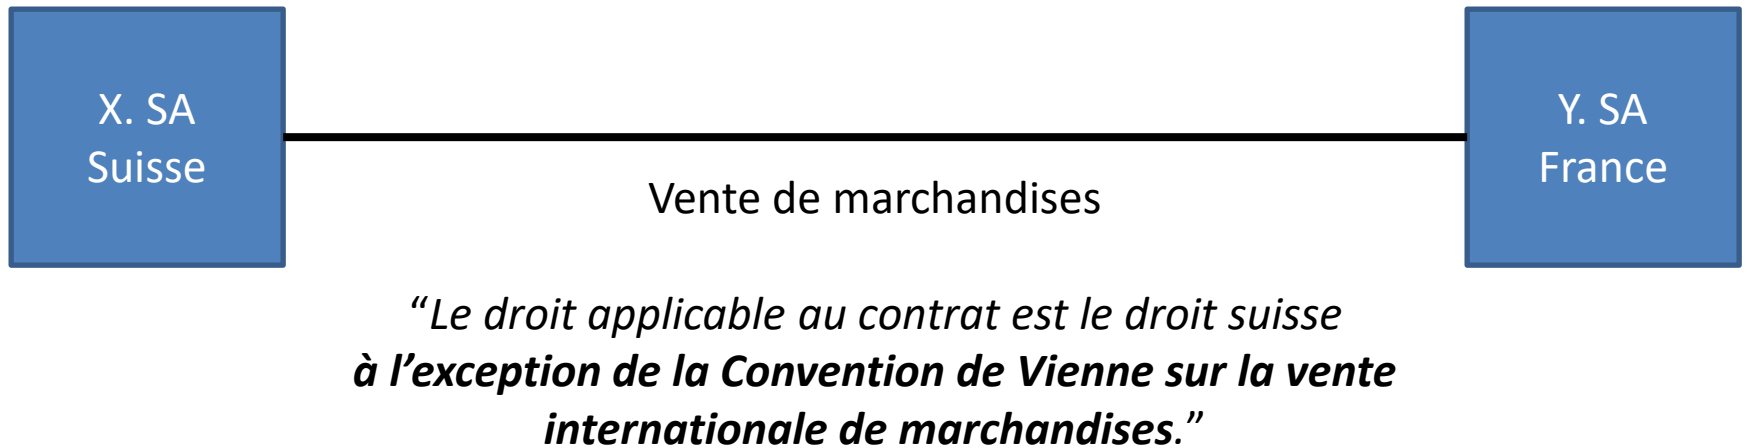 X. SA
Suisse
Y. SA
France
Vente de marchandises
“Le droit applicable au contrat est le droit suisse
à l’exception de la Convention de Vienne sur la vente
internationale de marchandises.”